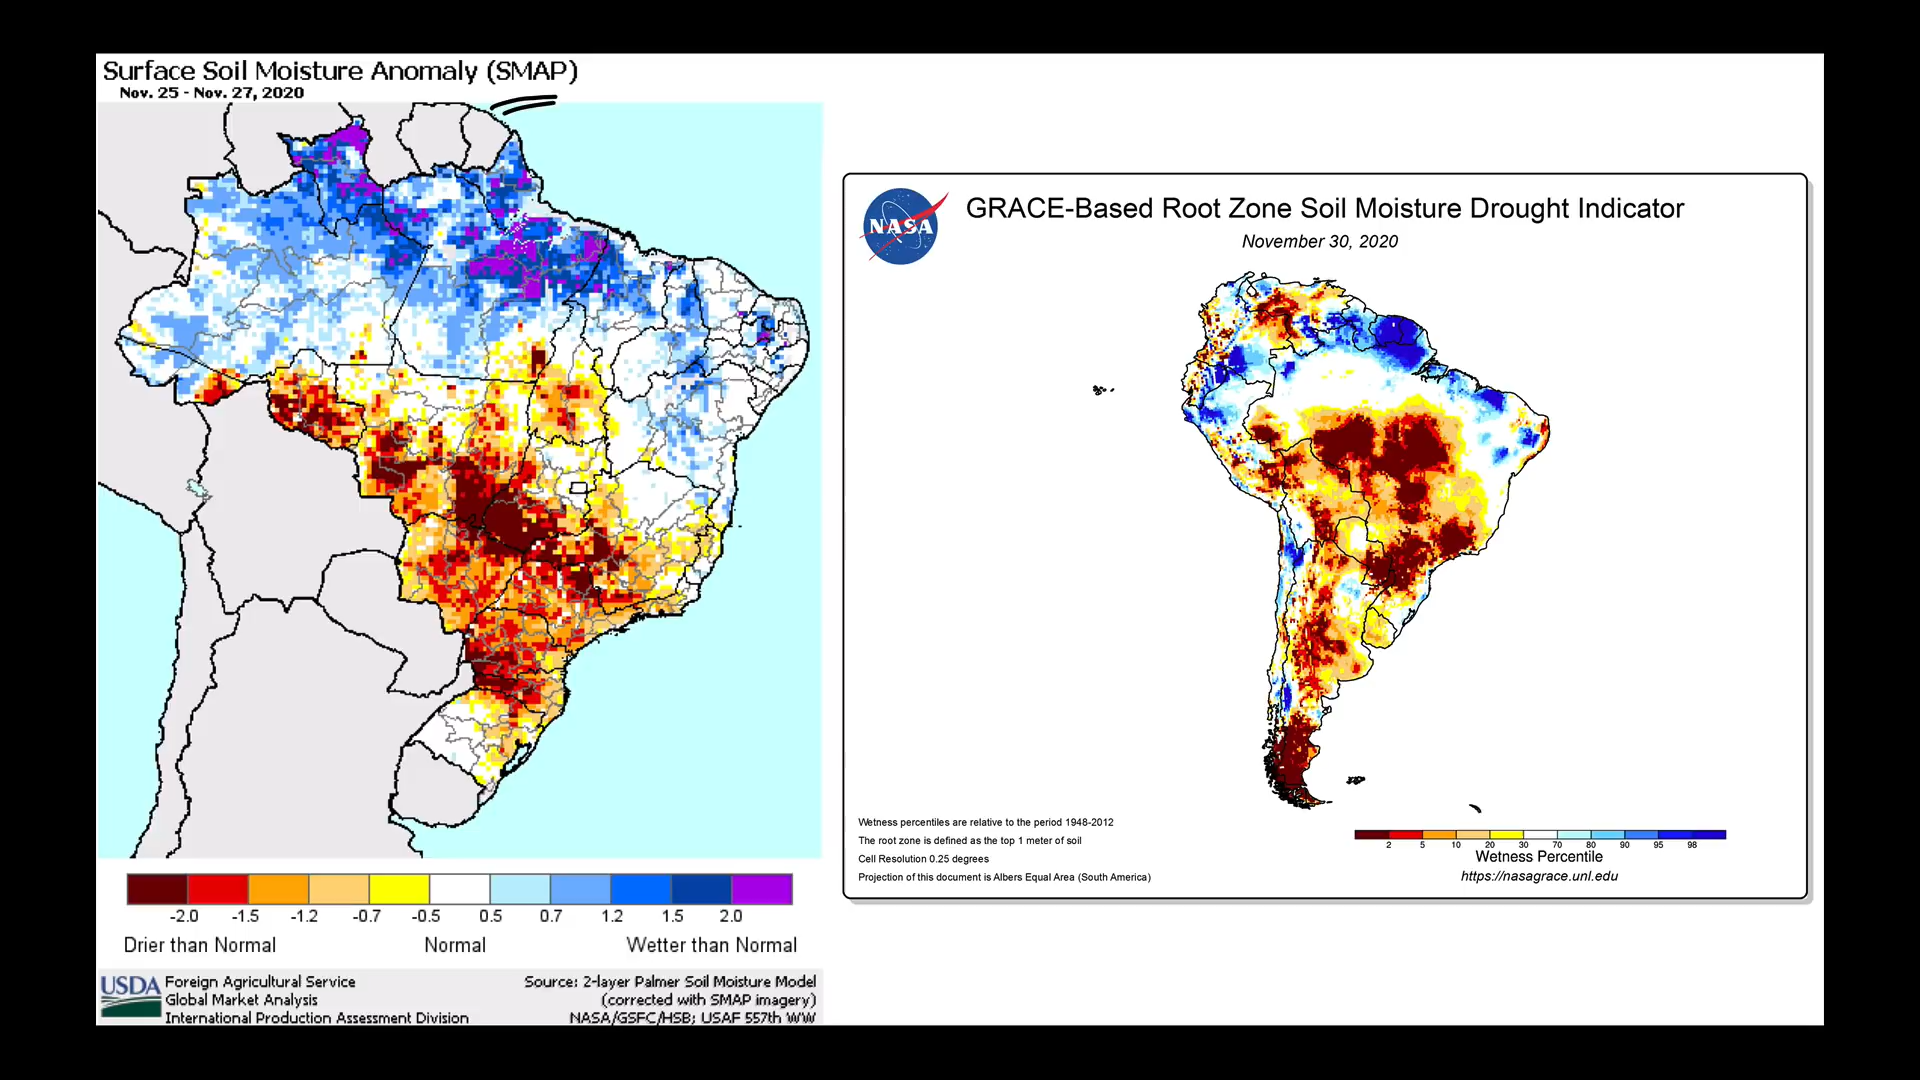 Surface Soil Moisture Anomaly (SMAP)
Nov. 25 - Nov. 27, 2020
-2.0 -1.5 -1.2 -0.7 -0.5 0.5 0.7 1.2 1.5 2.0
Drier than Normal Normal Wetter than Normal
USDA
Foreign Agricultural Service
Global Market Analysis
International Production Assessment Division
Source: 2-layer Palmer Soil Moisture Model
(corrected with SMAP imagery)
NASA/GSFC/HSB; USAF 557th WW
NASA
GRACE-Based Root Zone Soil Moisture Drought Indicator
November 30, 2020
Wetness percentiles are relative to the period 1948-2012
The root zone is defined as the top 1 meter of soil
Cell Resolution 0.25 degrees
Projection of this document is Albers Equal Area (South America)
2 5 10 20 30 70 80 90 95 98
Wetness Percentile
https://nasagrace.unl.edu